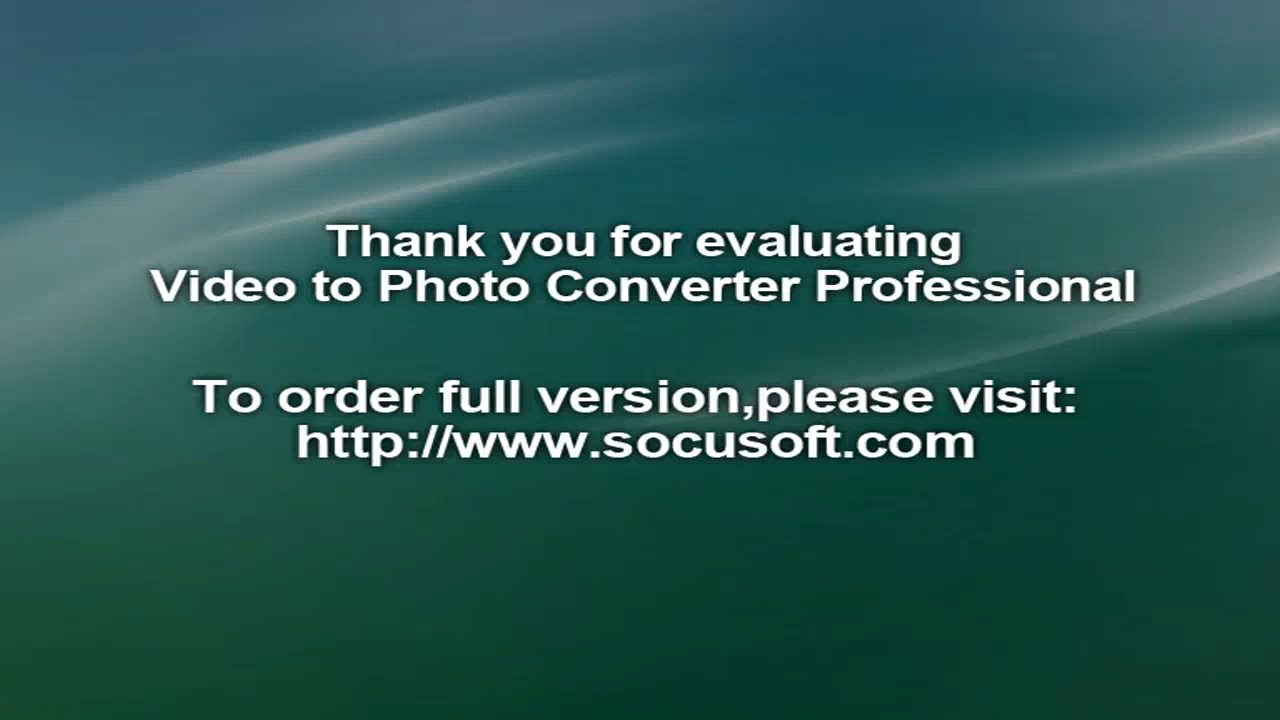 Thank you for evaluating
Video to Photo Converter Professional
To order full version,please visit:
http://www.socusoft.com